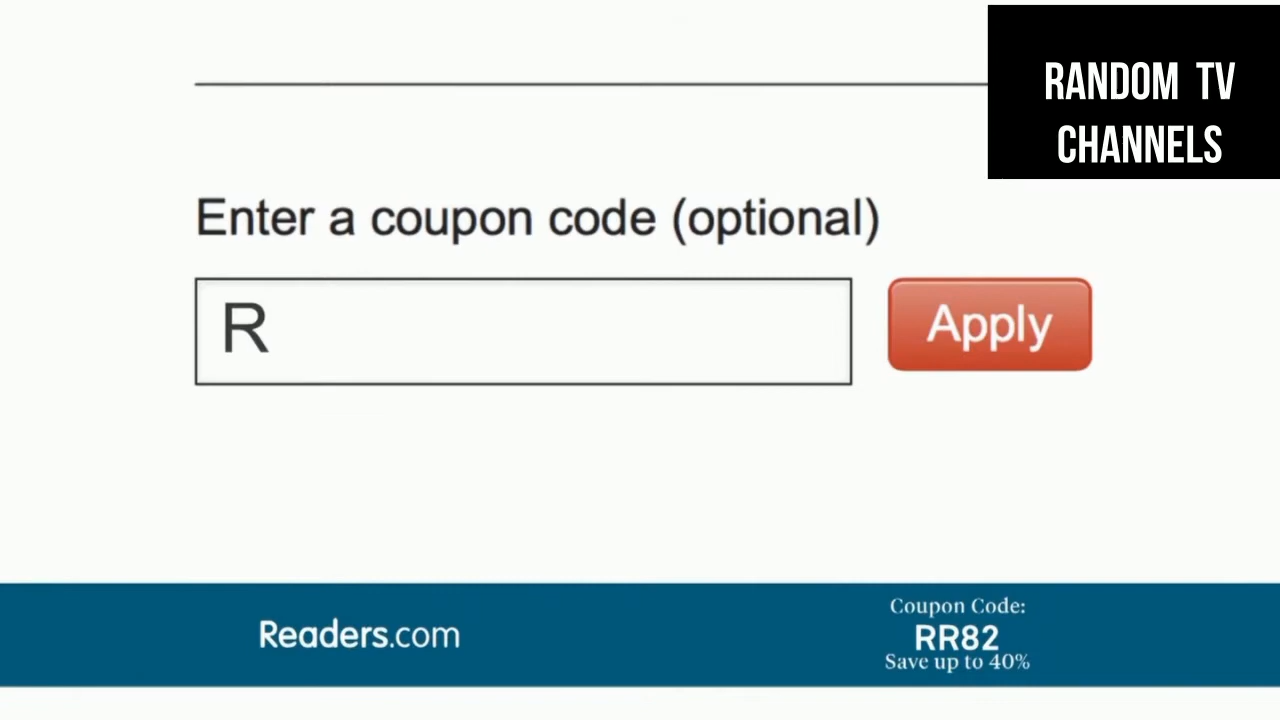 RANDOM TV
CHANNELS
Enter a coupon code (optional)
R
Apply
Readers.com
Coupon Code:
RR82
Save up to 40%